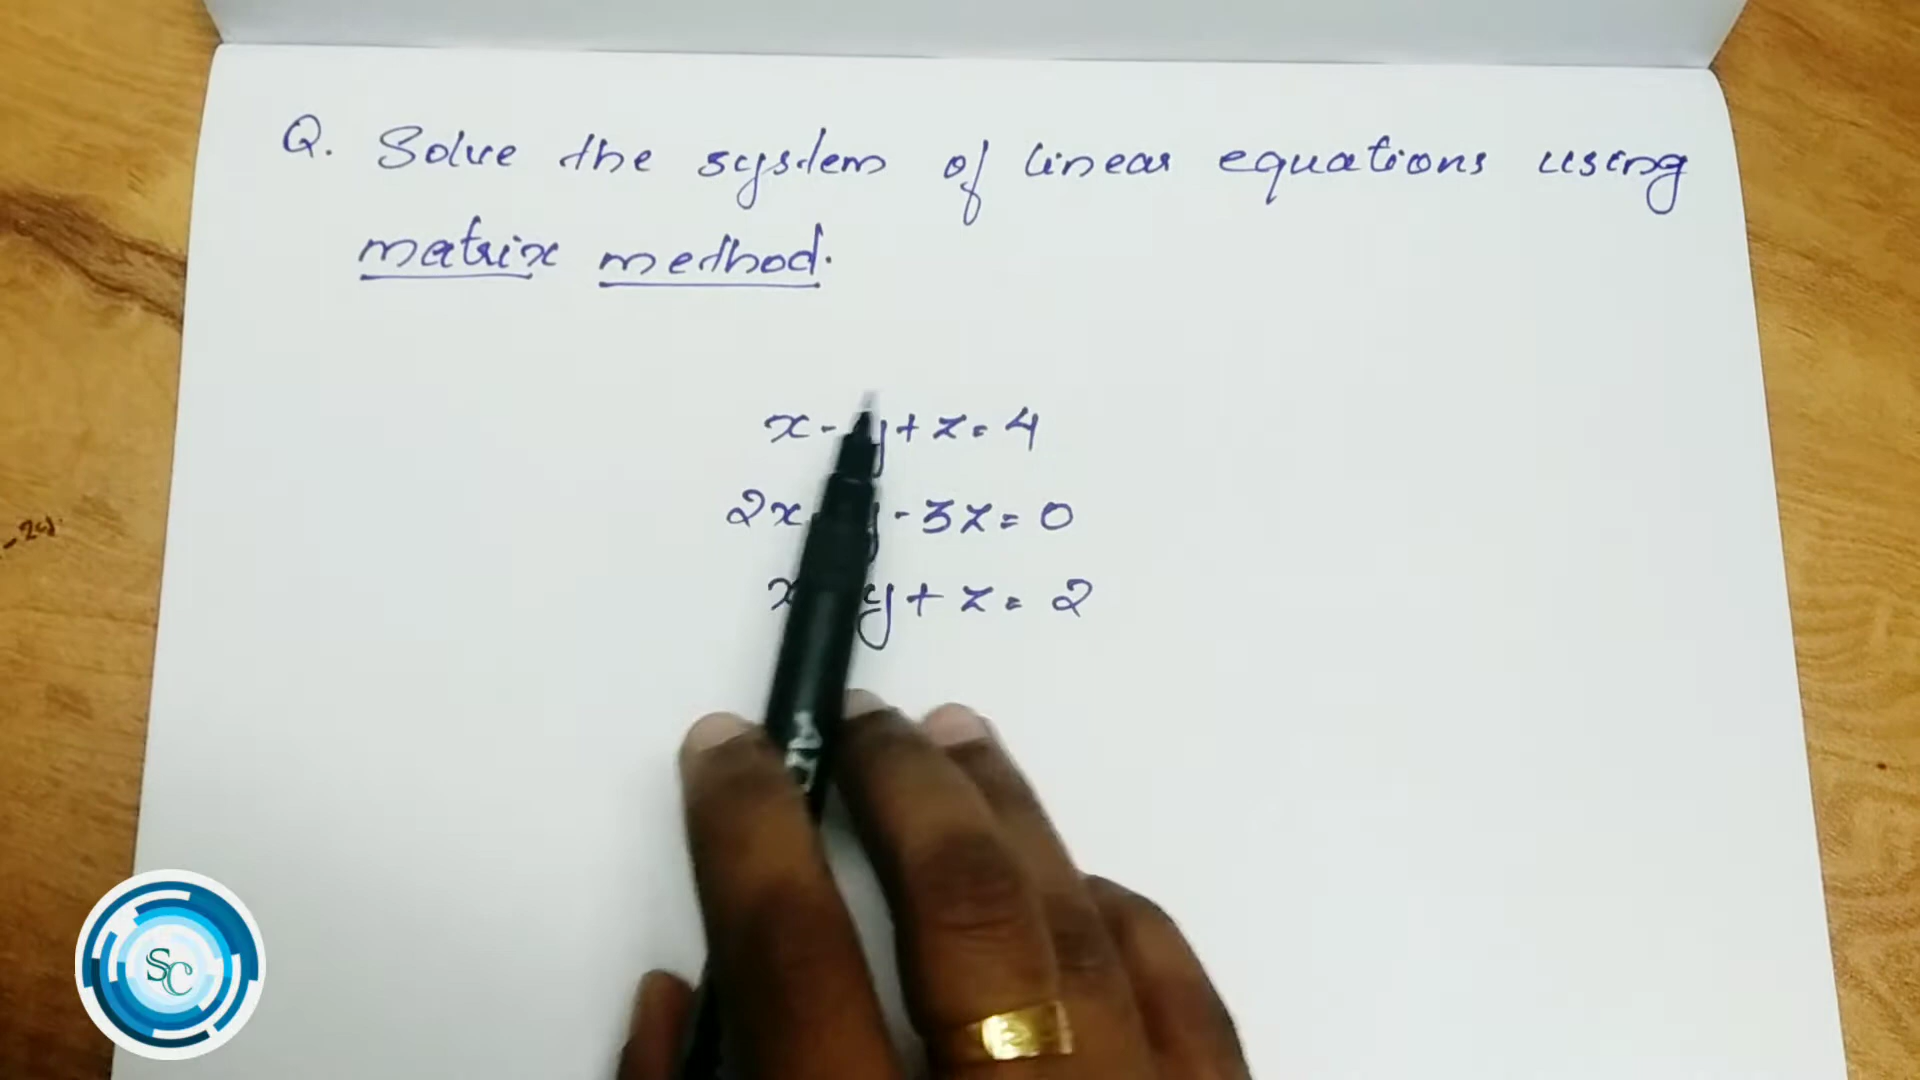 Q. Solve the system of linear equations using
matrix method.
x - y + z = 4
2x y - 3z = 0
x y + z = 2
SC